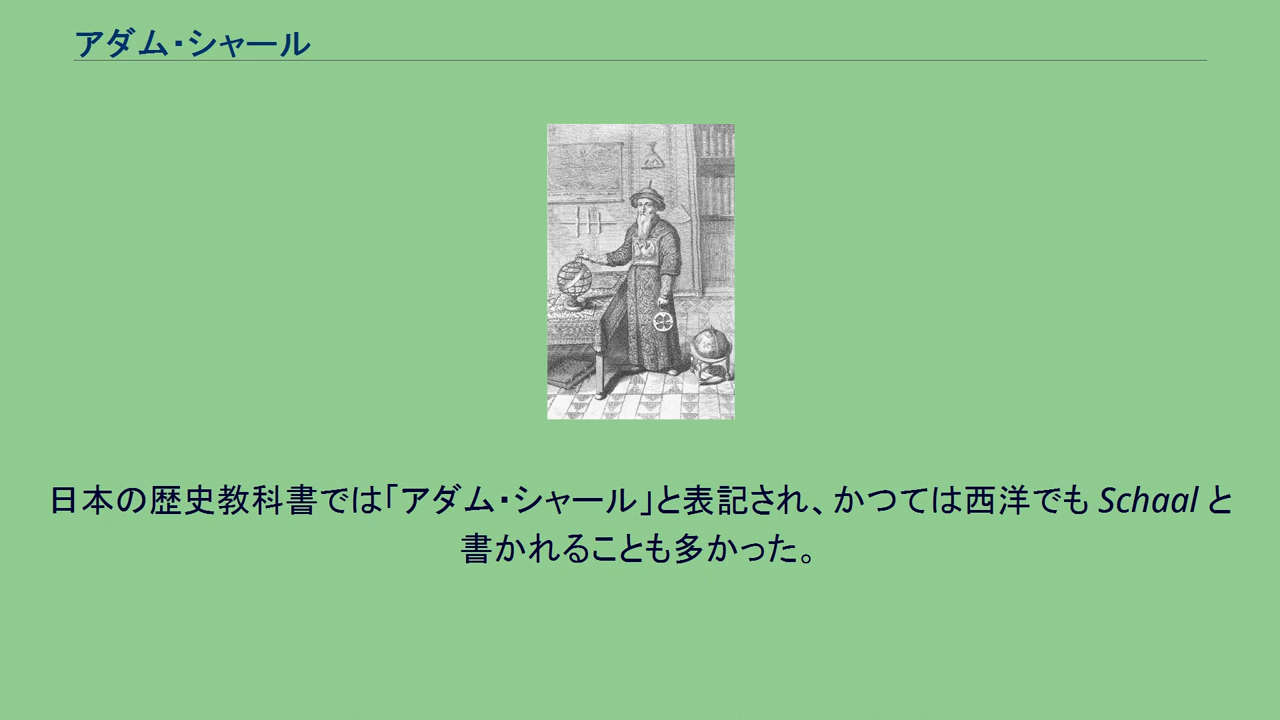 アダム・シャール
日本の歴史教科書では「アダム・シャール」と表記され、かつては西洋でも Schaal と
書かれることも多かった。